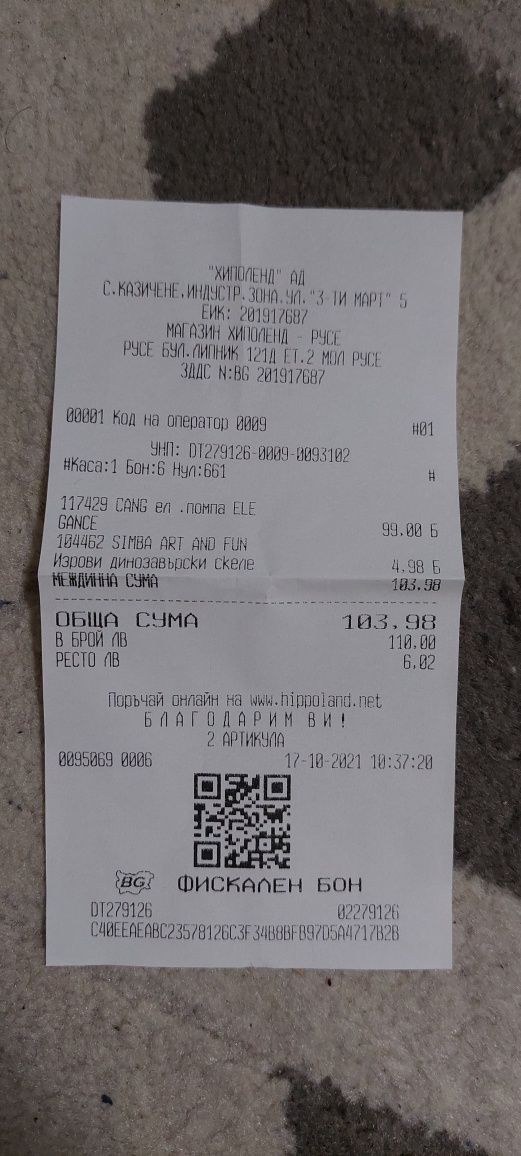 "ХИПОЛЕНД" АД
С.КАЗИЧЕНЕ,ИНДУСТР.ЗОНА,УЛ."3-ТИ МАРТ" 5
ЕИК: 201917687
МАГАЗИН ХИПОЛЕНД - РУСЕ
РУСЕ БУЛ.ЛИПНИК 121Д ЕТ.2 МОЛ РУСЕ
ЗДДС N:BG 201917687
00001 Код на оператор 0009 #01
УНП: DT279126-0009-0093102
#Каса:1 Бон:6 Нул:661 #
117429 CANG ел .помпа ELE
GANCE 99.00 Б
104462 SIMBA ART AND FUN
Изрови динозавърски скеле 4.98 Б
МЕЖДИННА СУМА 103.98
ОБЩА СУМА 103,98
В БРОЙ ЛВ 110.00
РЕСТО ЛВ 6,02
Поръчай онлайн на www.hippoland.net
Б Л А Г О Д А Р И М В И !
2 АРТИКУЛА
0095069 0006 17-10-2021 10:37:20
BG ФИСКАЛЕН БОН
DT279126 02279126
C40EEAEABC23578126C3F34B8BFB97D5A4717B2B